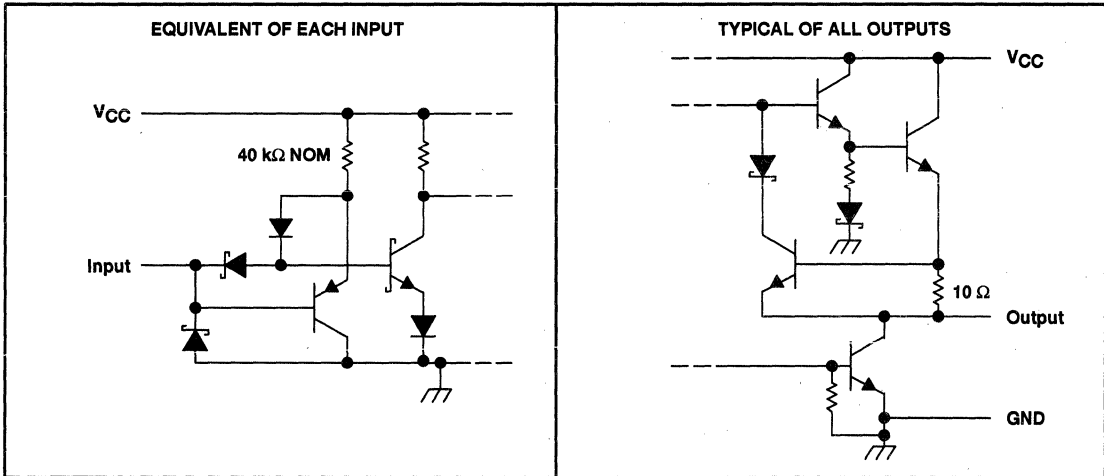 EQUIVALENT OF EACH INPUT
VCC
40 kΩ NOM
Input
TYPICAL OF ALL OUTPUTS
VCC
10 Ω
Output
GND